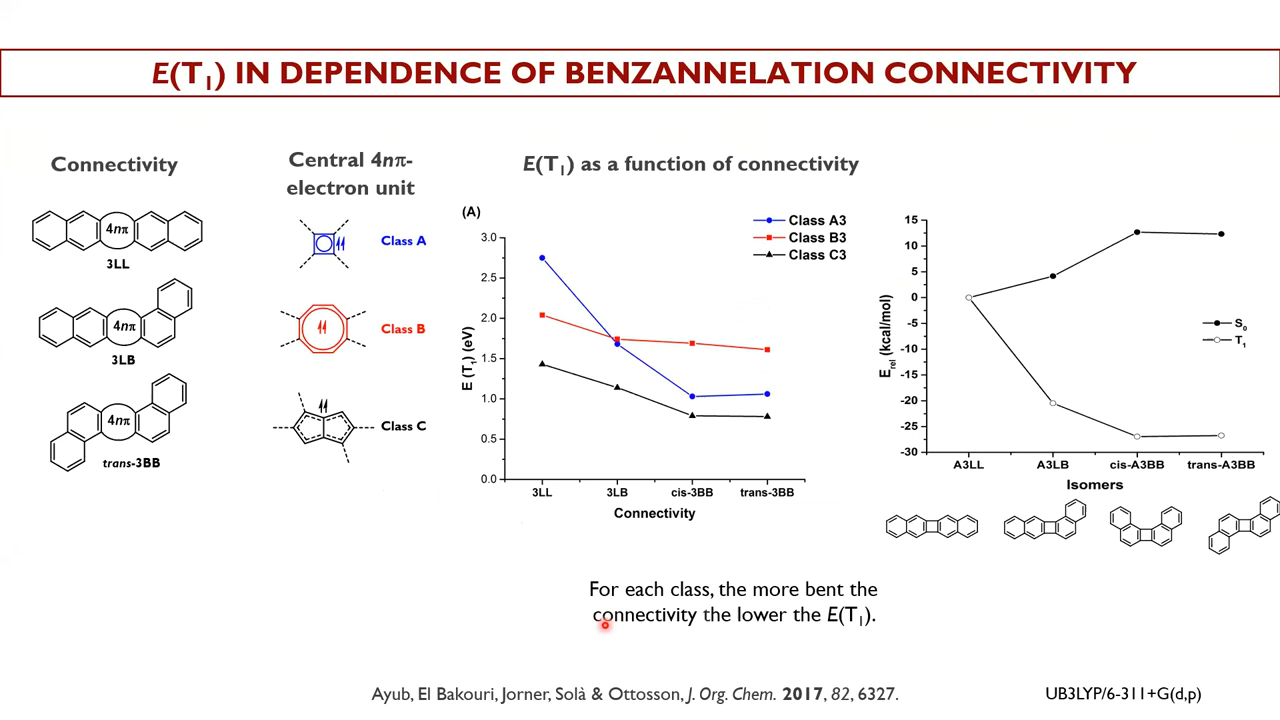 E(T₁) IN DEPENDENCE OF BENZANNELATION CONNECTIVITY
Connectivity
4nπ
3LL
4nπ
3LB
4nπ
trans-3BB
Central 4nπ-
electron unit
Class A
Class B
Class C
E(T₁) as a function of connectivity
(A)
Class A3
Class B3
Class C3
3.0
2.5
2.0
1.5
1.0
0.5
0.0
E (T₁) (eV)
3LL 3LB cis-3BB trans-3BB
Connectivity
15
10
5
0
-5
-10
-15
-20
-25
-30
E_rel (kcal/mol)
S₀
T₁
A3LL A3LB cis-A3BB trans-A3BB
Isomers
For each class, the more bent the
connectivity the lower the E(T₁).
Ayub, El Bakouri, Jorner, Solà & Ottosson, J. Org. Chem. 2017, 82, 6327.
UB3LYP/6-311+G(d,p)